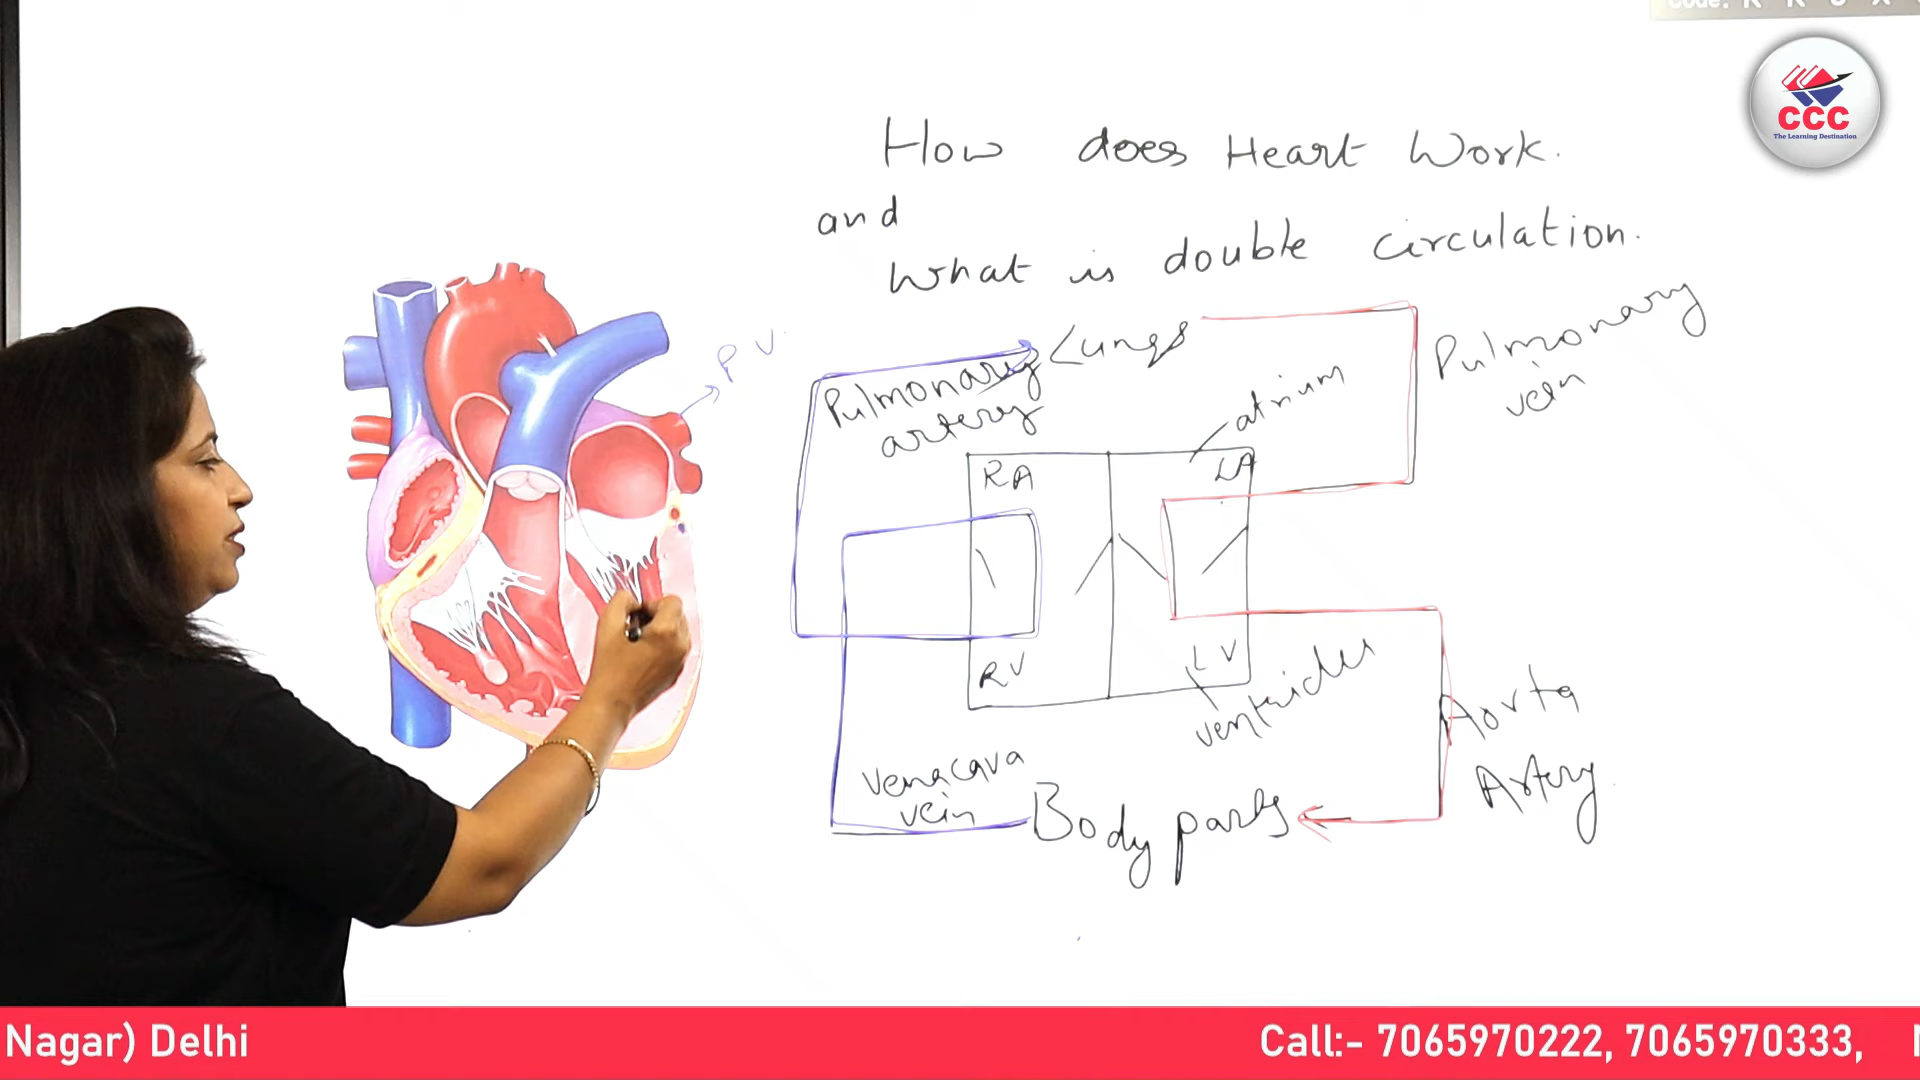 CCC
The Learning Destination
How does Heart Work.
and
What is double circulation.
P V
Lungs
Pulmonary
artery
Pulmonary
vein
atrium
RA
LA
RV
LV
ventricles
Aorta
Artery
Venacava
vein
Body parts
Nagar) Delhi
Call:- 7065970222, 7065970333,